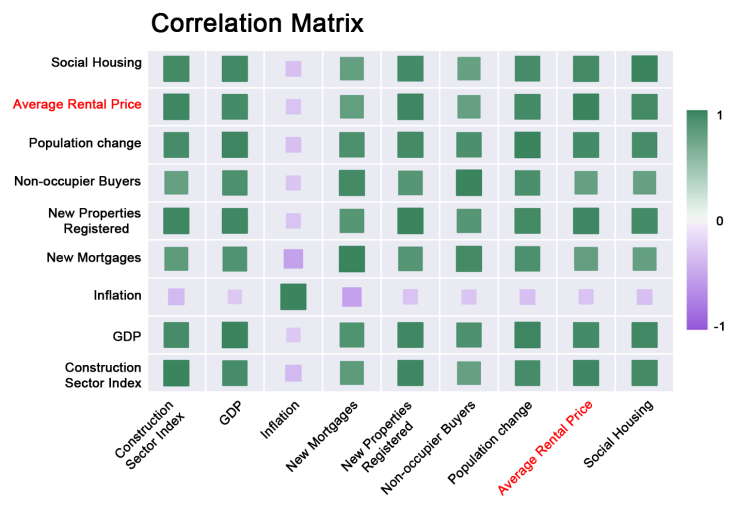 Correlation Matrix
Social Housing
Average Rental Price
Population change
Non-occupier Buyers
New Properties
Registered
New Mortgages
Inflation
GDP
Construction
Sector Index
1
0
-1
Construction
Sector Index
GDP
Inflation
New Mortgages
New Properties
Registered
Non-occupier Buyers
Population change
Average Rental Price
Social Housing